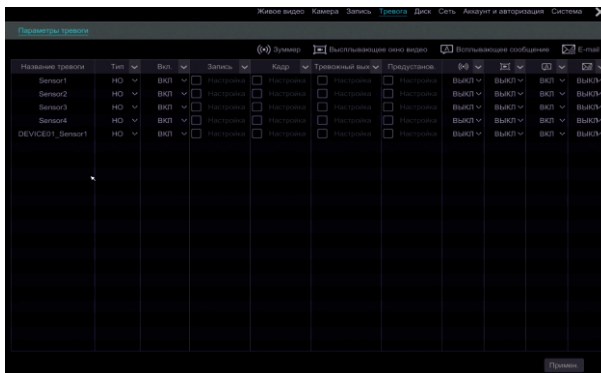 Живое видео Камера Запись Тревога Диск Сеть Аккаунт и авторизация Система
Параметры тревоги
Зуммер Высплывающее окно видео Всплывающее сообщение E-mail
Название тревоги Тип Вкл. Запись Кадр Тревожный вых Предустанов.
Sensor1 НО ВКЛ Настройка Настройка Настройка Настройка ВЫКЛ ВЫКЛ ВКЛ ВЫКЛ
Sensor2 НО ВКЛ Настройка Настройка Настройка Настройка ВЫКЛ ВЫКЛ ВКЛ ВЫКЛ
Sensor3 НО ВКЛ Настройка Настройка Настройка Настройка ВЫКЛ ВЫКЛ ВКЛ ВЫКЛ
Sensor4 НО ВКЛ Настройка Настройка Настройка Настройка ВЫКЛ ВЫКЛ ВКЛ ВЫКЛ
DEVICE01_Sensor1 НО ВКЛ Настройка Настройка Настройка Настройка ВЫКЛ ВЫКЛ ВКЛ ВЫКЛ
Примен.